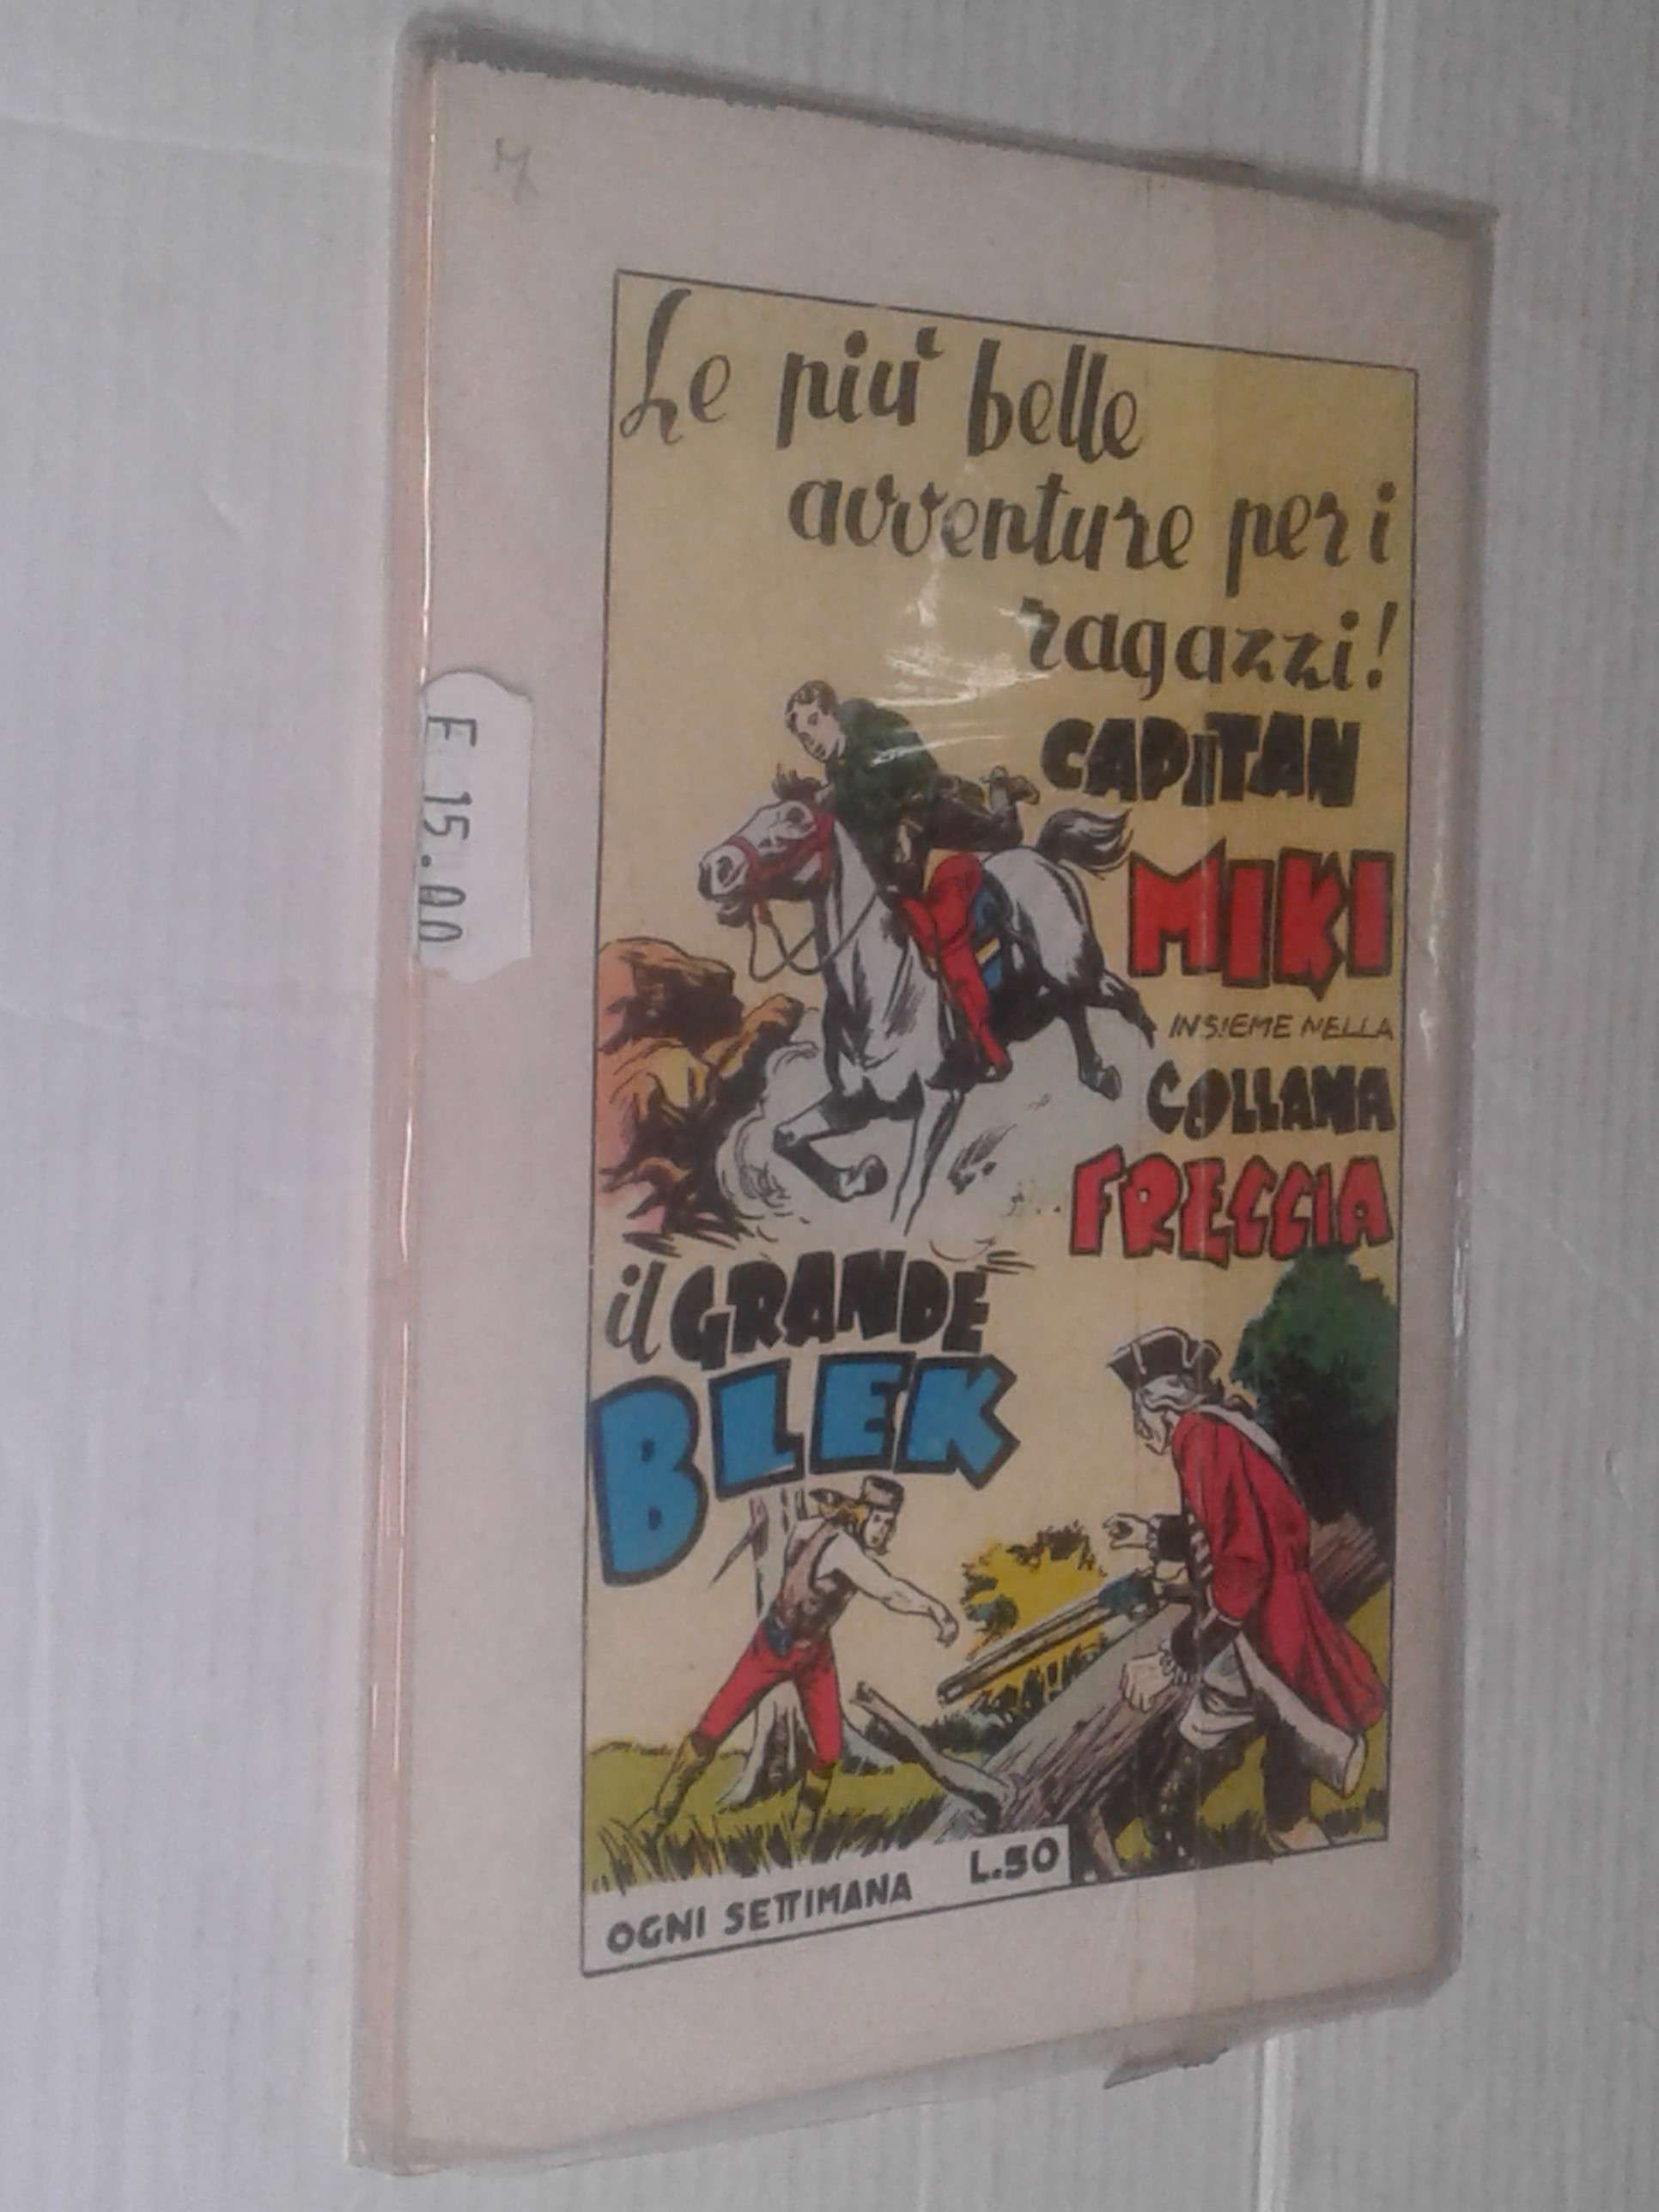 Le più belle
avventure per i
ragazzi!
CAPITAN
MIKI
INSIEME NELLA
COLLANA
FRECCIA
il GRANDE
BLEK
OGNI SETTIMANA L.50
E 15.00